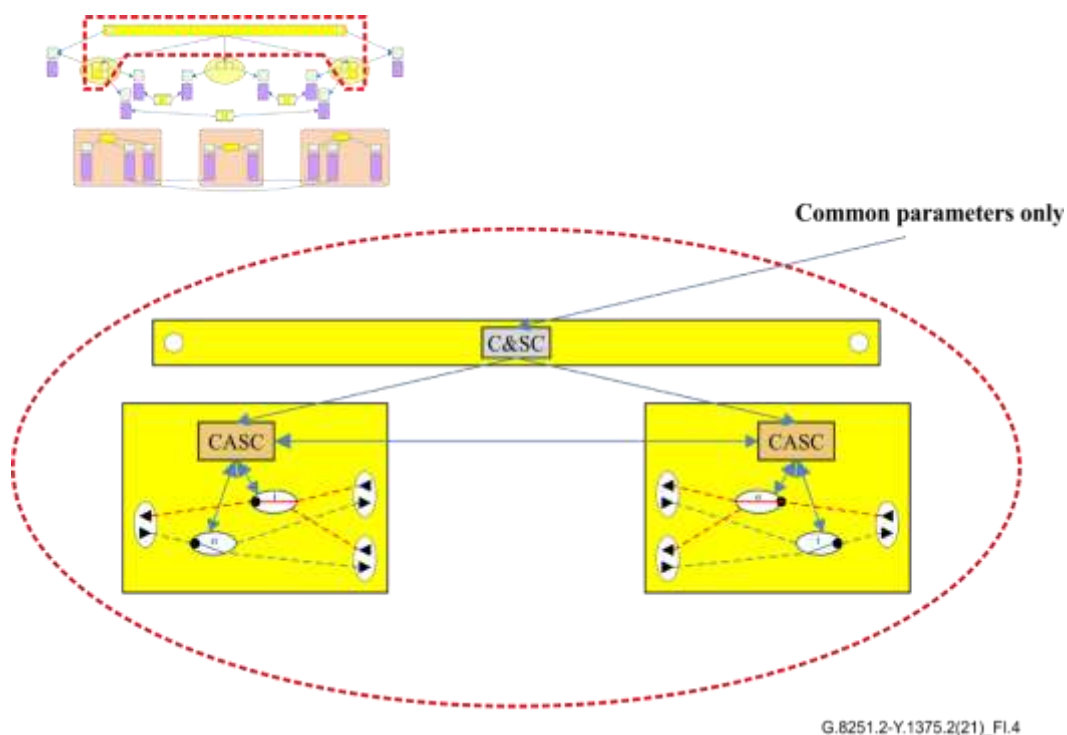 Common parameters only
C&SC
CASC
CASC
G.8251.2-Y.1375.2(21)_FI.4